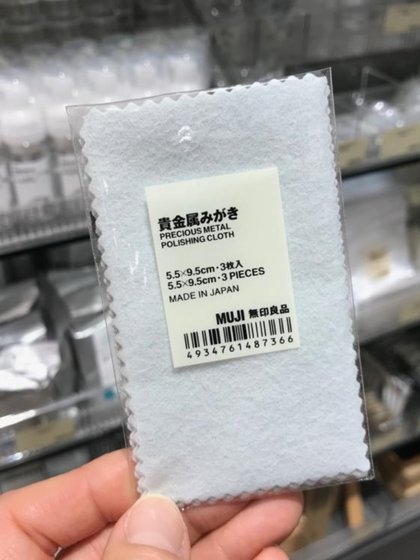 貴金属みがき
PRECIOUS METAL
POLISHING CLOTH
5.5×9.5cm・3枚入
5.5×9.5cm・3 PIECES
MADE IN JAPAN
MUJI 無印良品
4934761487366